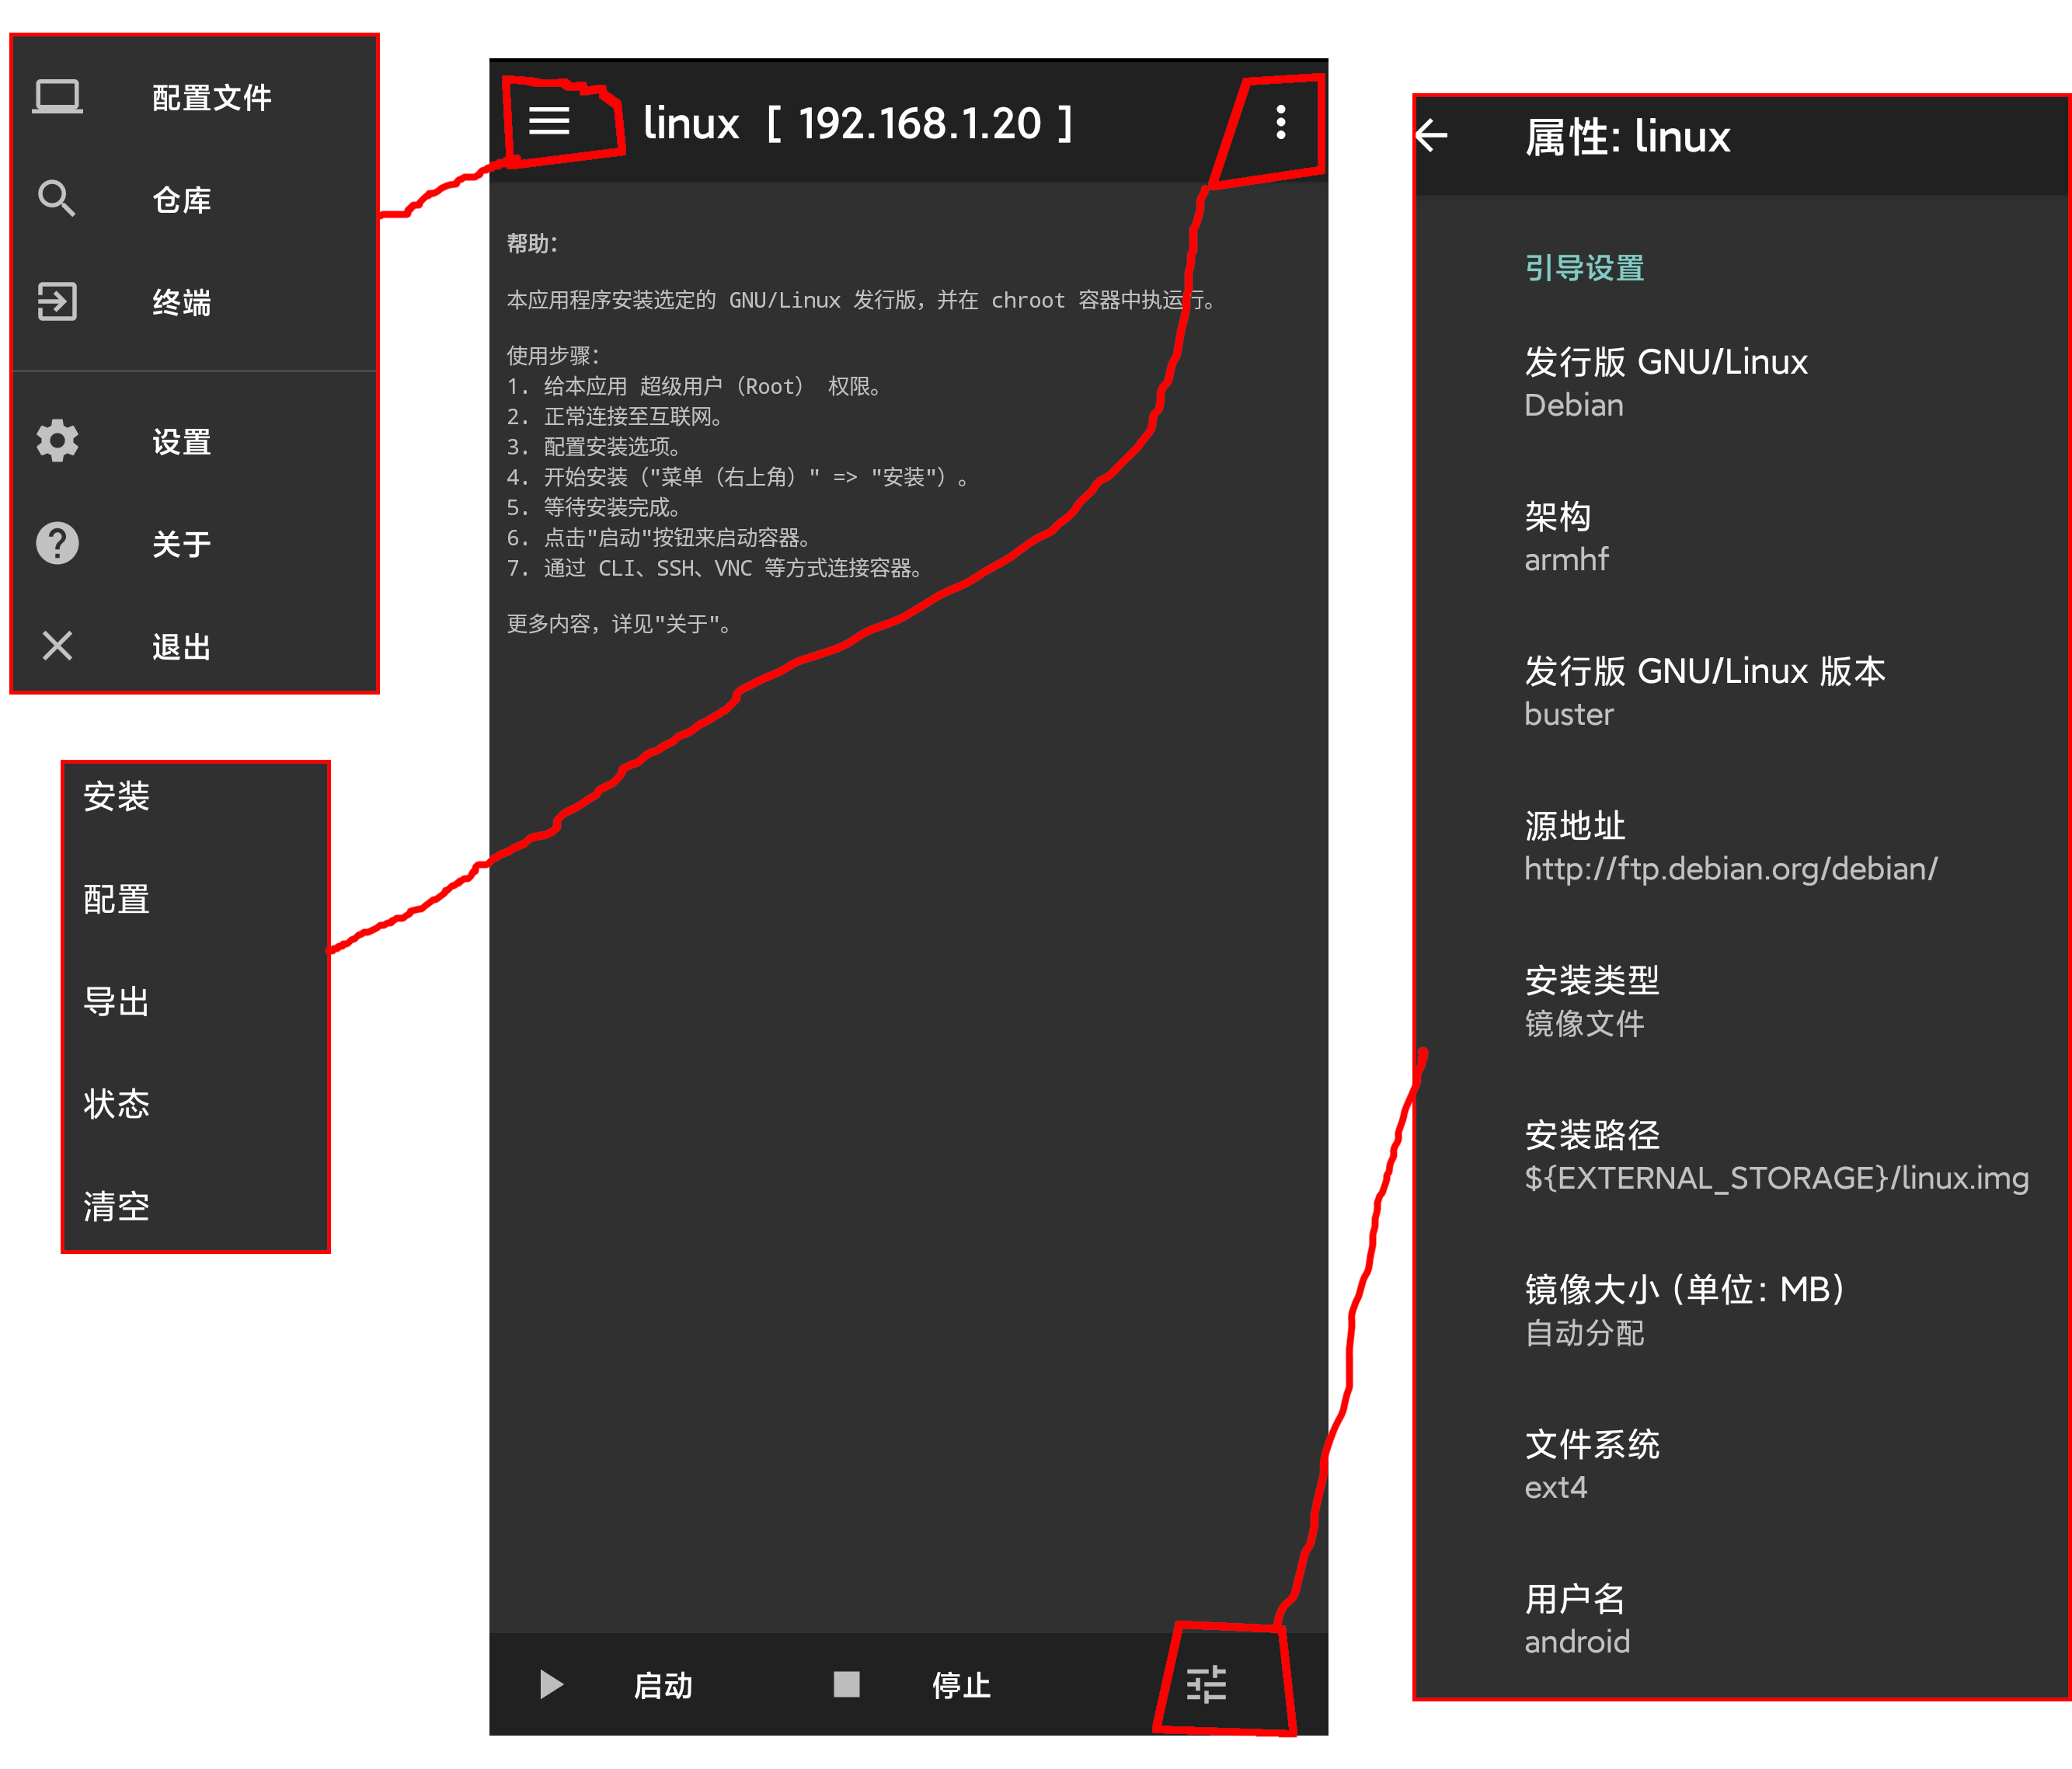 配置文件
仓库
终端
设置
关于
退出
安装
配置
导出
状态
清空
linux [ 192.168.1.20 ]
帮助:
本应用程序安装选定的 GNU/Linux 发行版，并在 chroot 容器中执运行。
使用步骤:
1. 给本应用 超级用户（Root） 权限。
2. 正常连接至互联网。
3. 配置安装选项。
4. 开始安装（"菜单（右上角）" => "安装"）。
5. 等待安装完成。
6. 点击"启动"按钮来启动容器。
7. 通过 CLI、SSH、VNC 等方式连接容器。
更多内容，详见"关于"。
启动 停止
属性: linux
引导设置
发行版 GNU/Linux
Debian
架构
armhf
发行版 GNU/Linux 版本
buster
源地址
http://ftp.debian.org/debian/
安装类型
镜像文件
安装路径
${EXTERNAL_STORAGE}/linux.img
镜像大小（单位：MB）
自动分配
文件系统
ext4
用户名
android